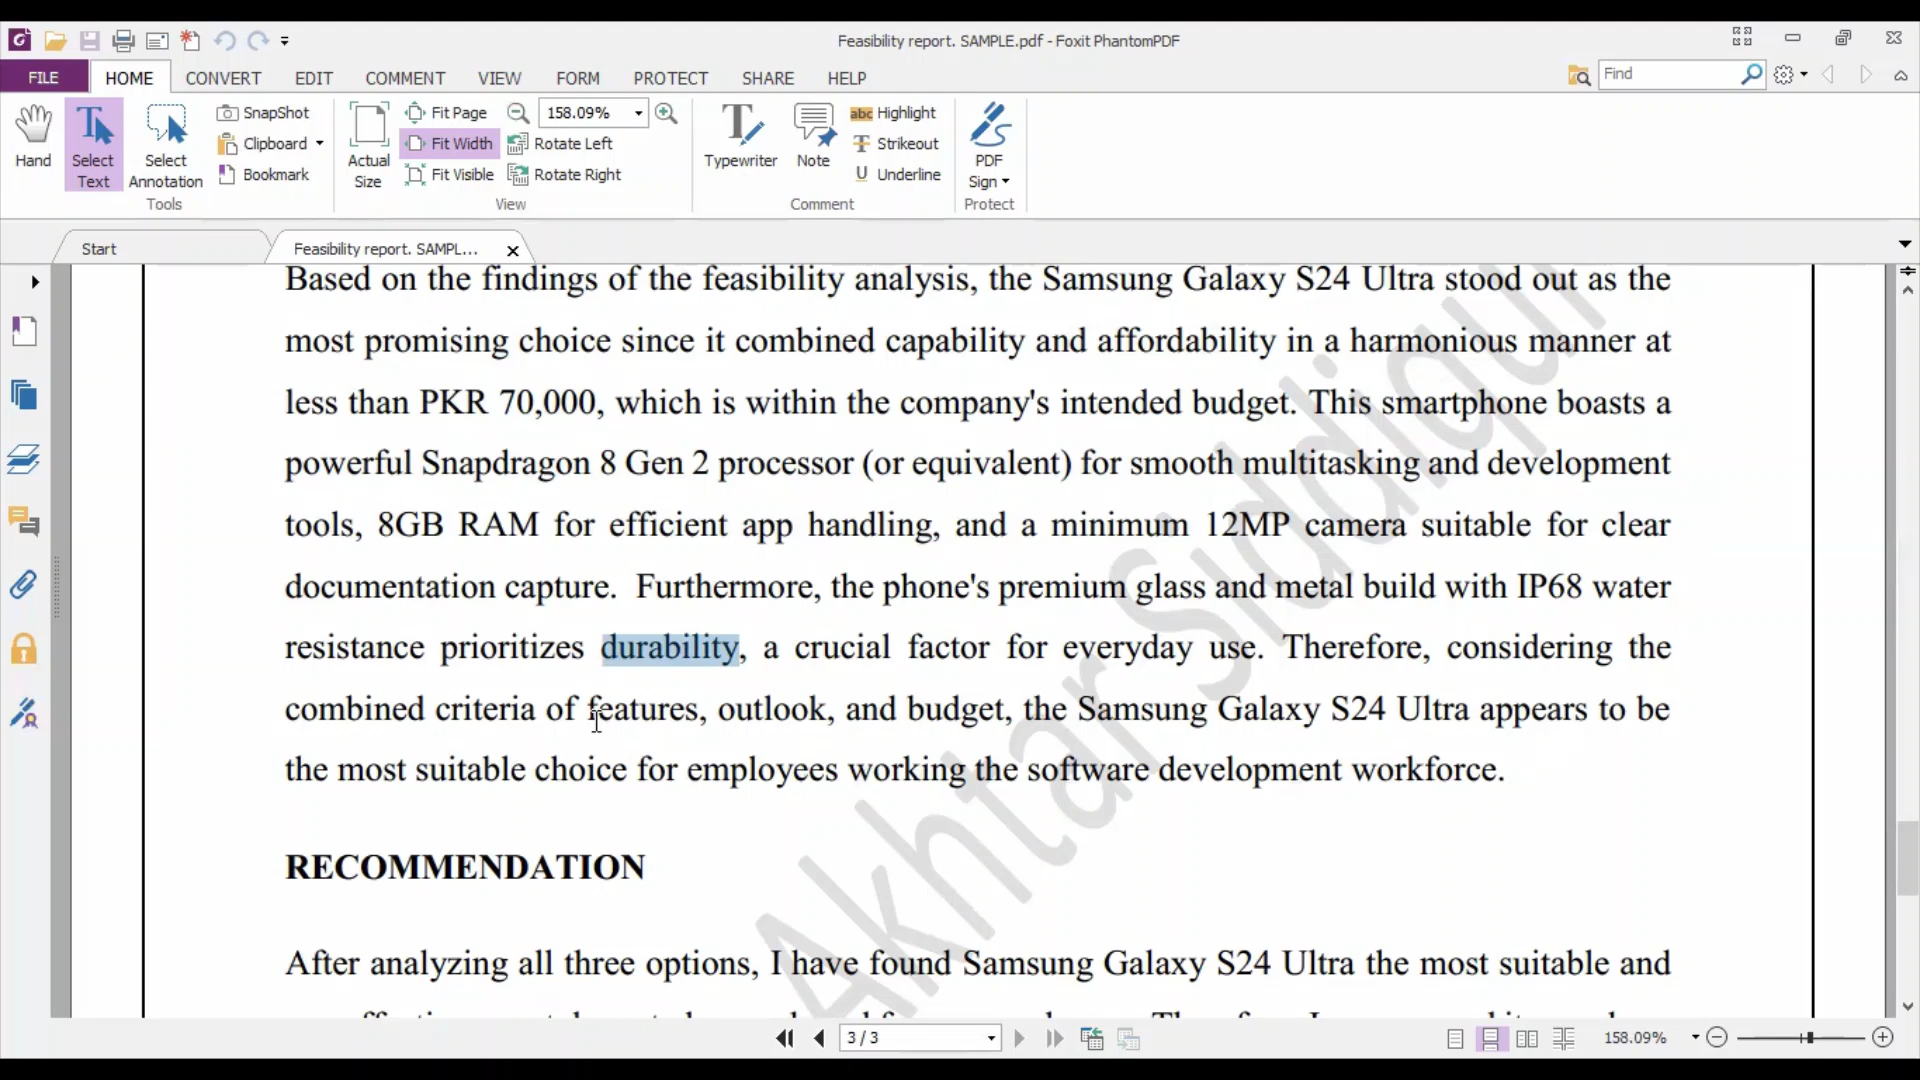 Feasibility report. SAMPLE.pdf - Foxit PhantomPDF
FILE HOME CONVERT EDIT COMMENT VIEW FORM PROTECT SHARE HELP Find
Hand Select Text Select Annotation SnapShot Clipboard Bookmark Tools
Actual Size Fit Page Fit Width Fit Visible 158.09% Rotate Left Rotate Right View
Typewriter Note abc Highlight T Strikeout U Underline Comment
PDF Sign Protect
Start Feasibility report. SAMPL...
Based on the findings of the feasibility analysis, the Samsung Galaxy S24 Ultra stood out as the
most promising choice since it combined capability and affordability in a harmonious manner at
less than PKR 70,000, which is within the company's intended budget. This smartphone boasts a
powerful Snapdragon 8 Gen 2 processor (or equivalent) for smooth multitasking and development
tools, 8GB RAM for efficient app handling, and a minimum 12MP camera suitable for clear
documentation capture. Furthermore, the phone's premium glass and metal build with IP68 water
resistance prioritizes durability, a crucial factor for everyday use. Therefore, considering the
combined criteria of features, outlook, and budget, the Samsung Galaxy S24 Ultra appears to be
the most suitable choice for employees working the software development workforce.
RECOMMENDATION
After analyzing all three options, I have found Samsung Galaxy S24 Ultra the most suitable and
Akhtar Siddiqui
3 / 3 158.09%